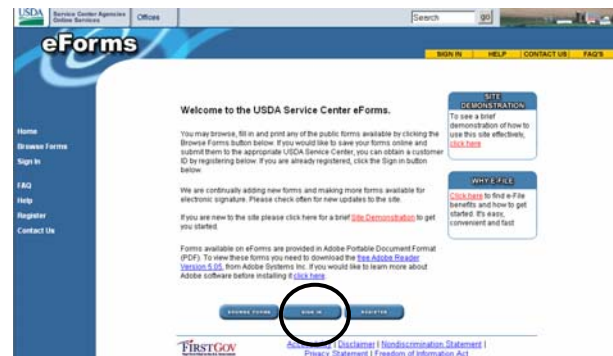 USDA
Service Center Agencies
Online Services
Offices
Search
go
eForms
SIGN IN
HELP
CONTACT US
FAQ'S
Home
Browse Forms
Sign In
FAQ
Help
Register
Contact Us
Welcome to the USDA Service Center eForms.
You may browse, fill in and print any of the public forms available by clicking the
Browse Forms button below. If you would like to save your forms online and
submit them to the appropriate USDA Service Center, you can obtain a customer
ID by registering below. If you are already registered, click the Sign in button
below.
We are continually adding new forms and making more forms available for
electronic signature. Please check often for new updates to the site.
If you are new to the site please click here for a brief Site Demonstration to get
you started.
Forms available on eForms are provided in Adobe Portable Document Format
(PDF). To view these forms you need to download the free Adobe Reader
Version 5.05, from Adobe Systems Inc. If you would like to learn more about
Adobe software before installing it click here.
SITE
DEMONSTRATION
To see a brief
demonstration of how to
use this site effectively,
click here
WHY E-FILE
Click here to find e-File
benefits and how to get
started. It's easy,
convenient and fast
BROWSE FORMS
SIGN IN
REGISTER
FIRSTGOV
Accessibility | Disclaimer | Nondiscrimination Statement |
Privacy Statement | Freedom of Information Act